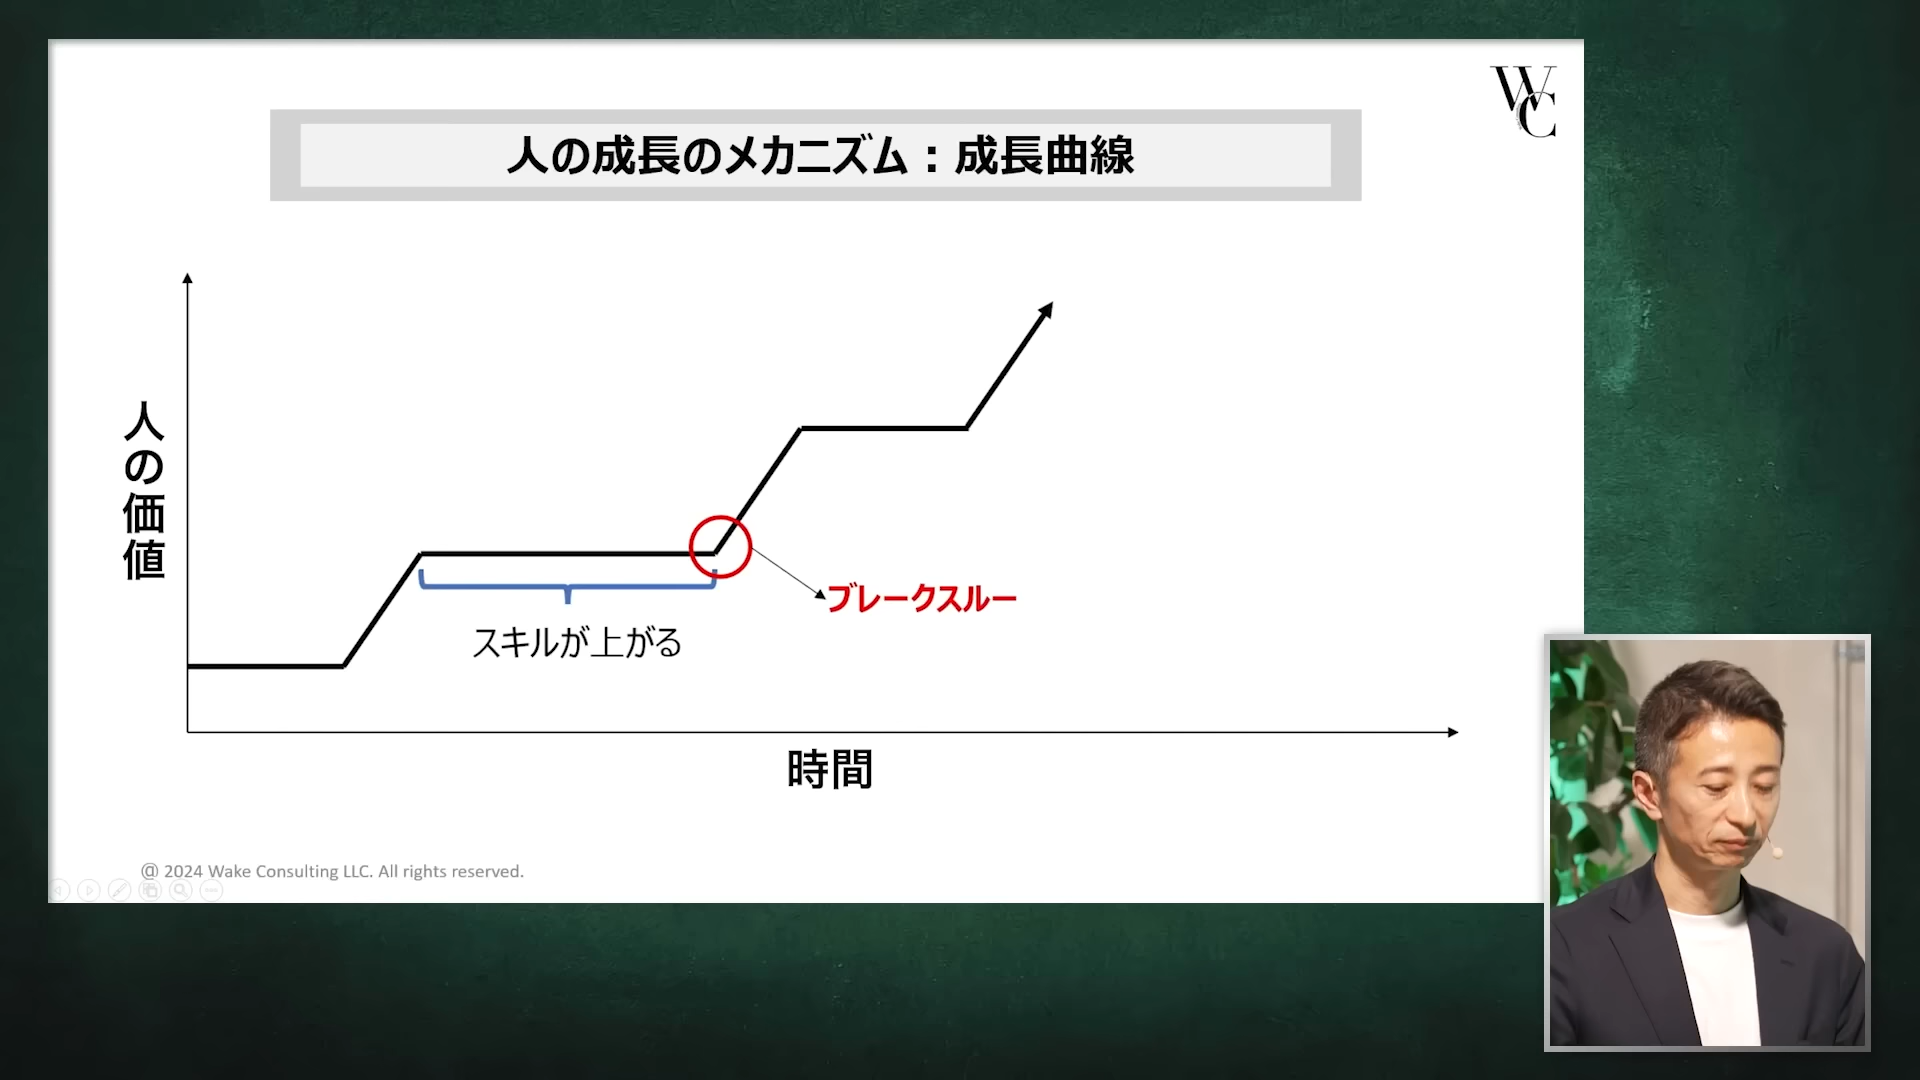 WC
人の成長のメカニズム：成長曲線
人の価値
ブレークスルー
スキルが上がる
時間
@ 2024 Wake Consulting LLC. All rights reserved.